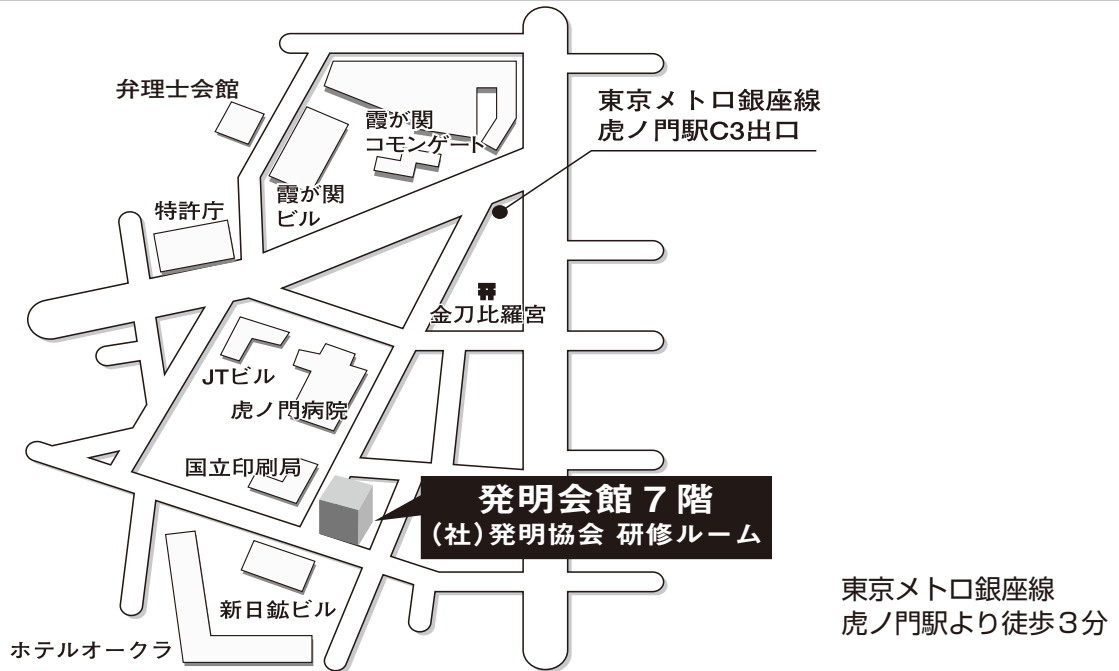 弁理士会館
霞が関
コモンゲート
東京メトロ銀座線
虎ノ門駅C3出口
霞が関
ビル
特許庁
金刀比羅宮
JTビル
虎ノ門病院
国立印刷局
発明会館７階
（社）発明協会 研修ルーム
新日鉱ビル
ホテルオークラ
東京メトロ銀座線
虎ノ門駅より徒歩３分